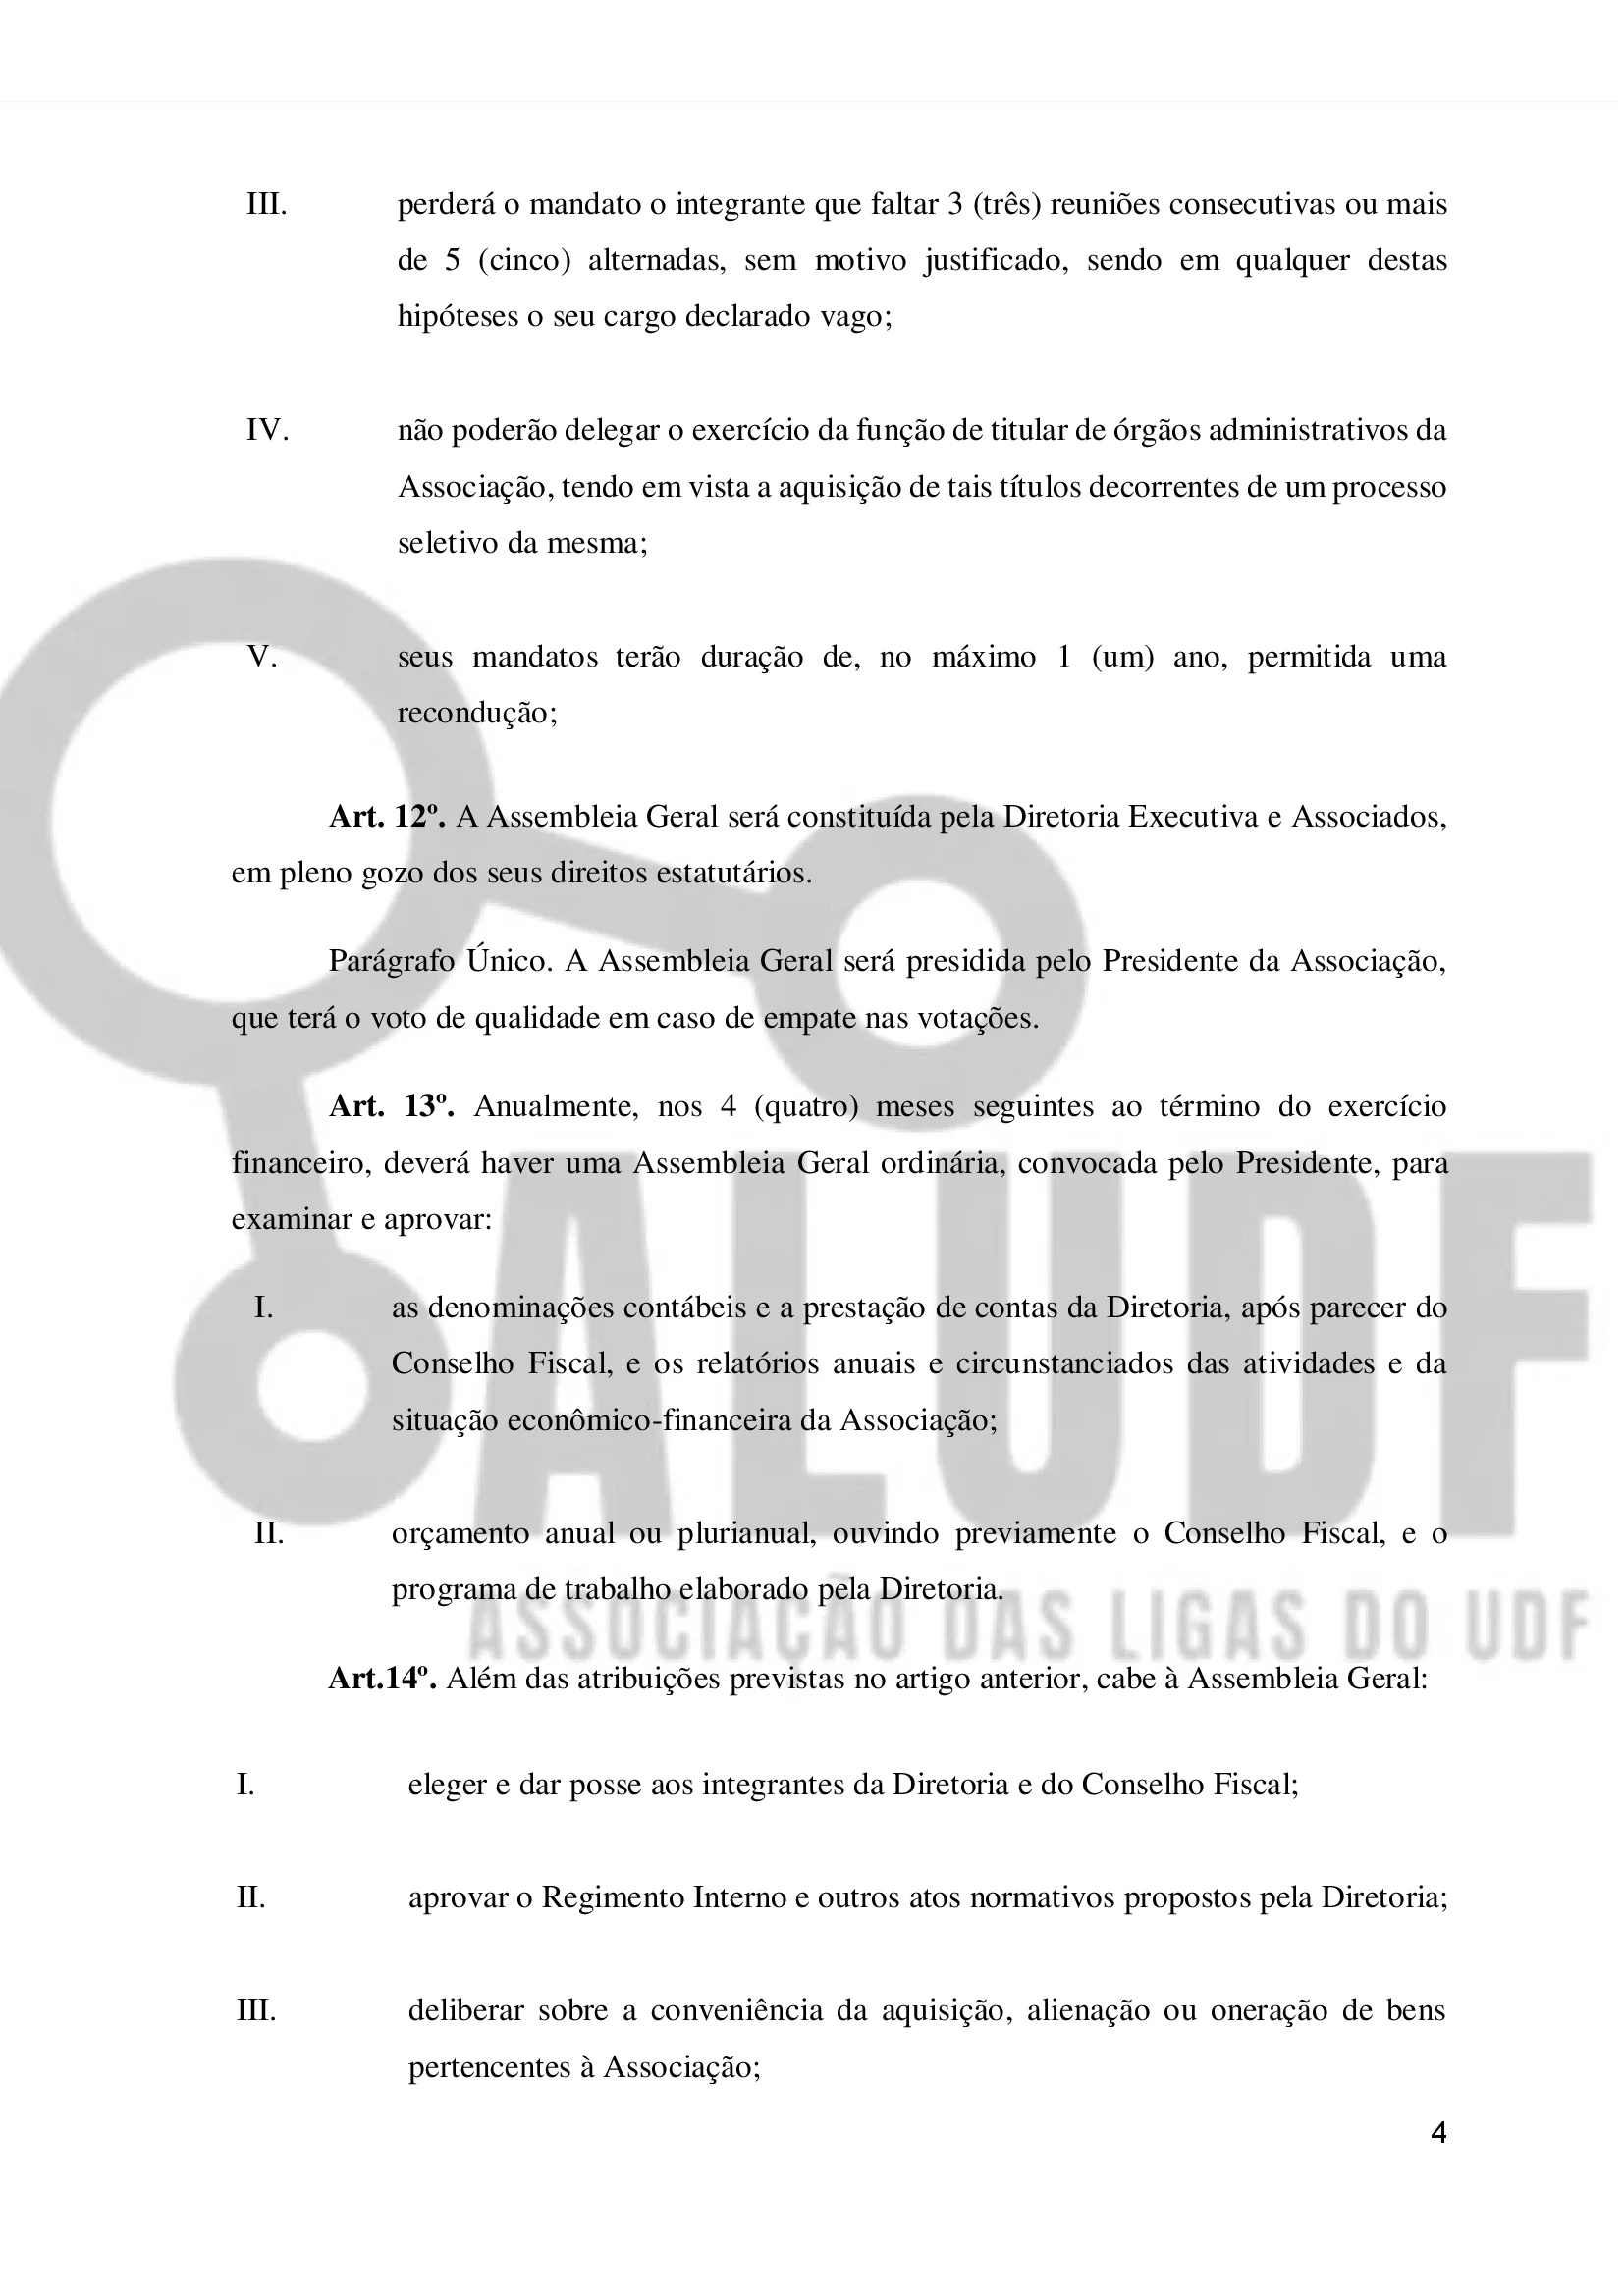 III. perderá o mandato o integrante que faltar 3 (três) reuniões consecutivas ou mais
de 5 (cinco) alternadas, sem motivo justificado, sendo em qualquer destas
hipóteses o seu cargo declarado vago;
IV. não poderão delegar o exercício da função de titular de órgãos administrativos da
Associação, tendo em vista a aquisição de tais títulos decorrentes de um processo
seletivo da mesma;
V. seus mandatos terão duração de, no máximo 1 (um) ano, permitida uma
recondução;
Art. 12º. A Assembleia Geral será constituída pela Diretoria Executiva e Associados,
em pleno gozo dos seus direitos estatutários.
Parágrafo Único. A Assembleia Geral será presidida pelo Presidente da Associação,
que terá o voto de qualidade em caso de empate nas votações.
Art. 13º. Anualmente, nos 4 (quatro) meses seguintes ao término do exercício
financeiro, deverá haver uma Assembleia Geral ordinária, convocada pelo Presidente, para
examinar e aprovar:
ALUDF
I. as denominações contábeis e a prestação de contas da Diretoria, após parecer do
Conselho Fiscal, e os relatórios anuais e circunstanciados das atividades e da
situação econômico-financeira da Associação;
II. orçamento anual ou plurianual, ouvindo previamente o Conselho Fiscal, e o
programa de trabalho elaborado pela Diretoria.
ASSOCIAÇÃO DAS LIGAS DO UDF
Art.14º. Além das atribuições previstas no artigo anterior, cabe à Assembleia Geral:
I. eleger e dar posse aos integrantes da Diretoria e do Conselho Fiscal;
II. aprovar o Regimento Interno e outros atos normativos propostos pela Diretoria;
III. deliberar sobre a conveniência da aquisição, alienação ou oneração de bens
pertencentes à Associação;
4